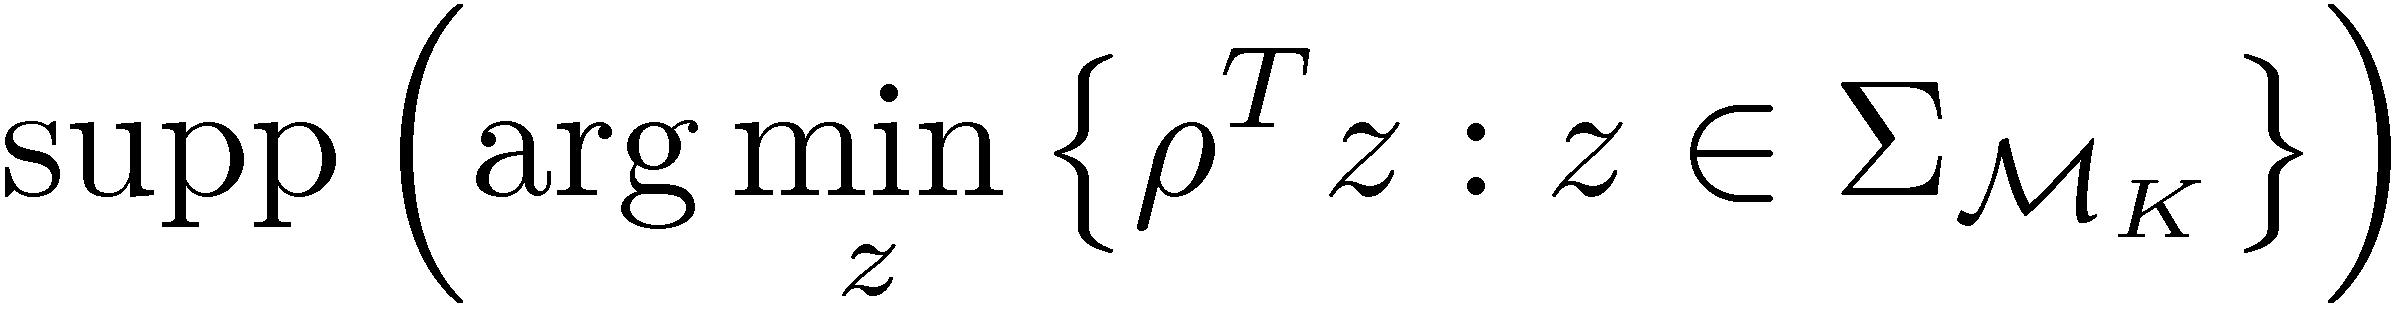 supp ( arg min_z { ρ^T z : z ∈ Σ_{ℳ_K} } )